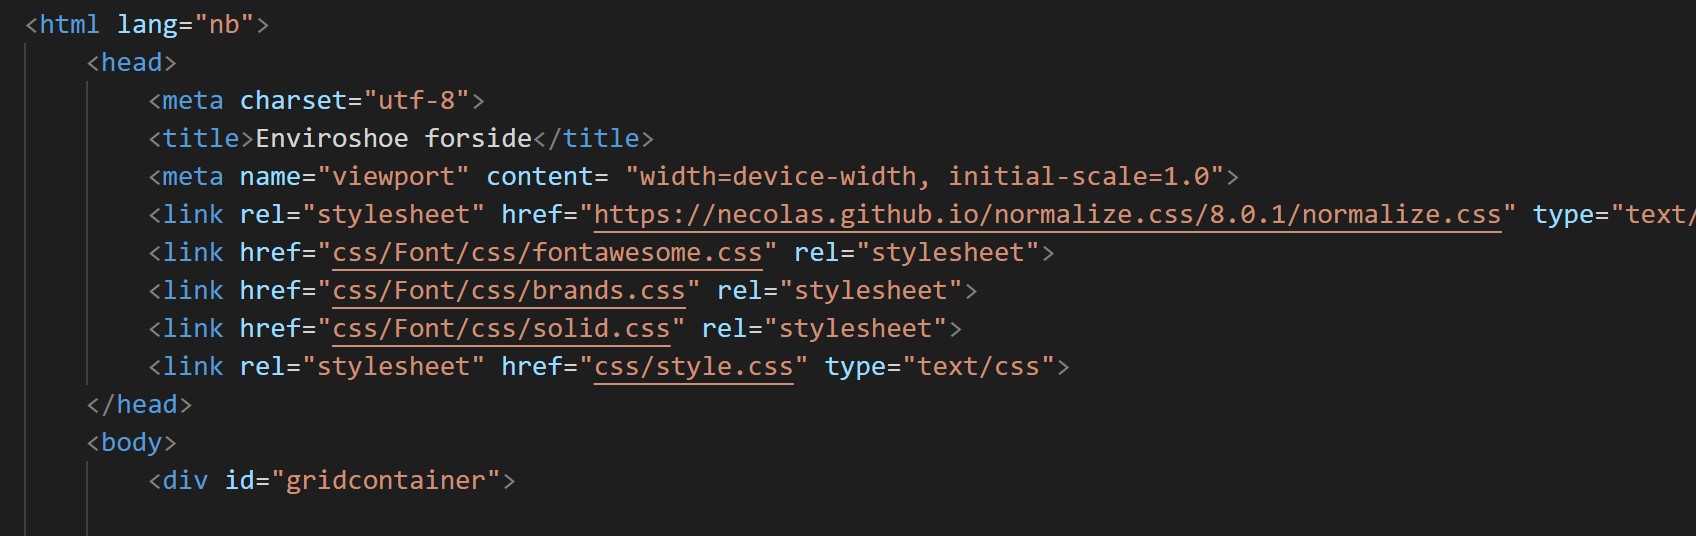 <html lang="nb">
<head>
<meta charset="utf-8">
<title>Enviroshoe forside</title>
<meta name="viewport" content= "width=device-width, initial-scale=1.0">
<link rel="stylesheet" href="https://necolas.github.io/normalize.css/8.0.1/normalize.css" type="text/
<link href="css/Font/css/fontawesome.css" rel="stylesheet">
<link href="css/Font/css/brands.css" rel="stylesheet">
<link href="css/Font/css/solid.css" rel="stylesheet">
<link rel="stylesheet" href="css/style.css" type="text/css">
</head>
<body>
<div id="gridcontainer">